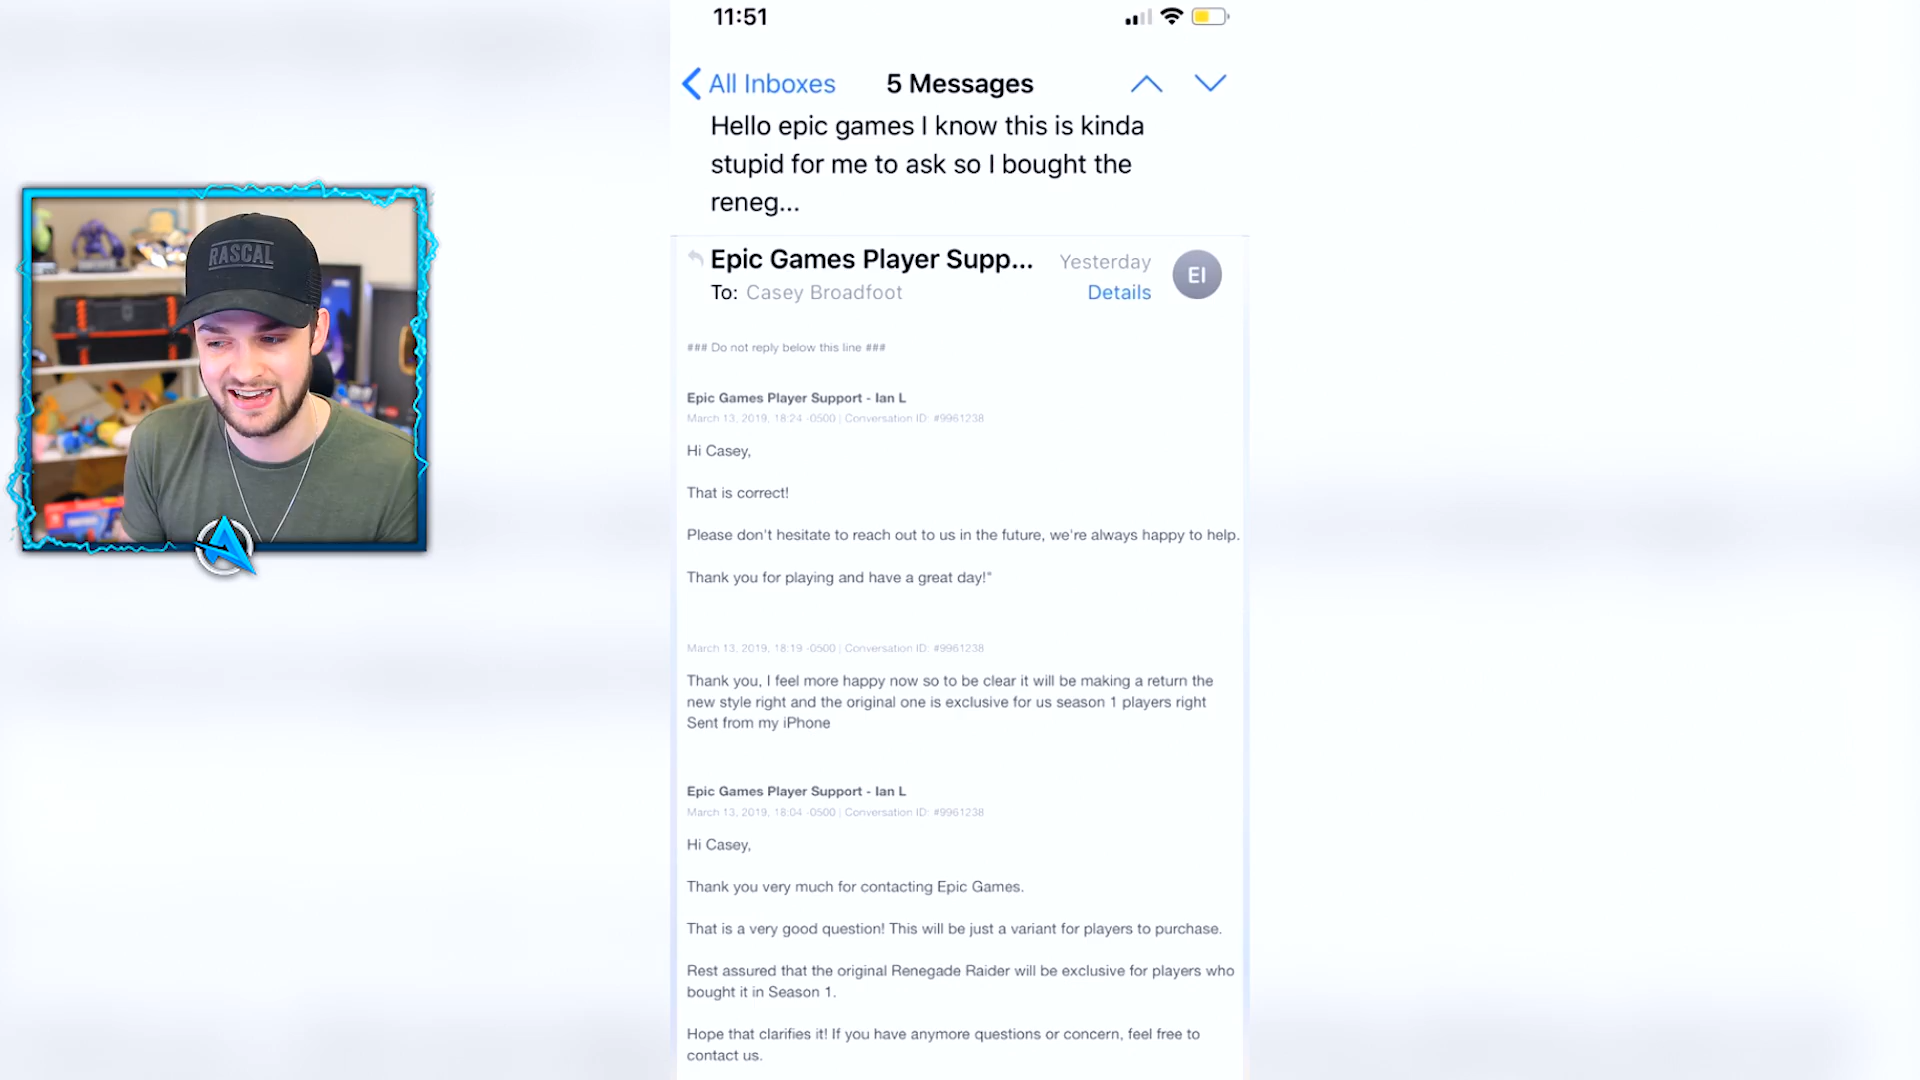 11:51
All Inboxes
5 Messages
Hello epic games I know this is kinda
stupid for me to ask so I bought the
reneg...
RASCAL
Epic Games Player Supp...
Yesterday
EI
To: Casey Broadfoot
Details
### Do not reply below this line ###
Epic Games Player Support - Ian L
March 13, 2019, 18:24 -0500 | Conversation ID: #9961238
Hi Casey,
That is correct!
Please don't hesitate to reach out to us in the future, we're always happy to help.
Thank you for playing and have a great day!"
March 13, 2019, 18:19 -0500 | Conversation ID: #9961238
Thank you, I feel more happy now so to be clear it will be making a return the
new style right and the original one is exclusive for us season 1 players right
Sent from my iPhone
Epic Games Player Support - Ian L
March 13, 2019, 18:04 -0500 | Conversation ID: #9961238
Hi Casey,
Thank you very much for contacting Epic Games.
That is a very good question! This will be just a variant for players to purchase.
Rest assured that the original Renegade Raider will be exclusive for players who
bought it in Season 1.
Hope that clarifies it! If you have anymore questions or concern, feel free to
contact us.